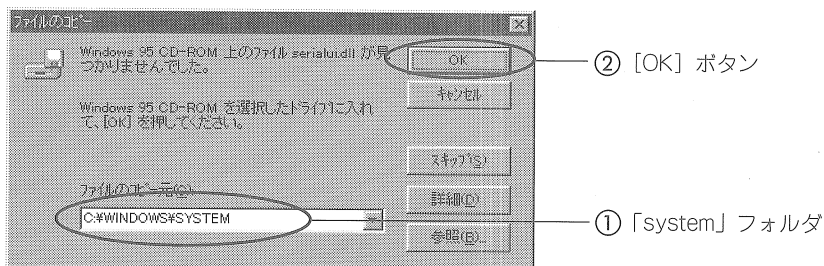 ファイルのコピー
Windows 95 CD-ROM 上のファイル serialui.dll が見
つかりませんでした。
OK
② [OK] ボタン
キャンセル
Windows 95 CD-ROM を選択したドライブに入れ
て、[OK] を押してください。
スキップ(S)
ファイルのコピー元(C)
詳細(D)
C:¥WINDOWS¥SYSTEM
①「system」フォルダ
参照(B)...